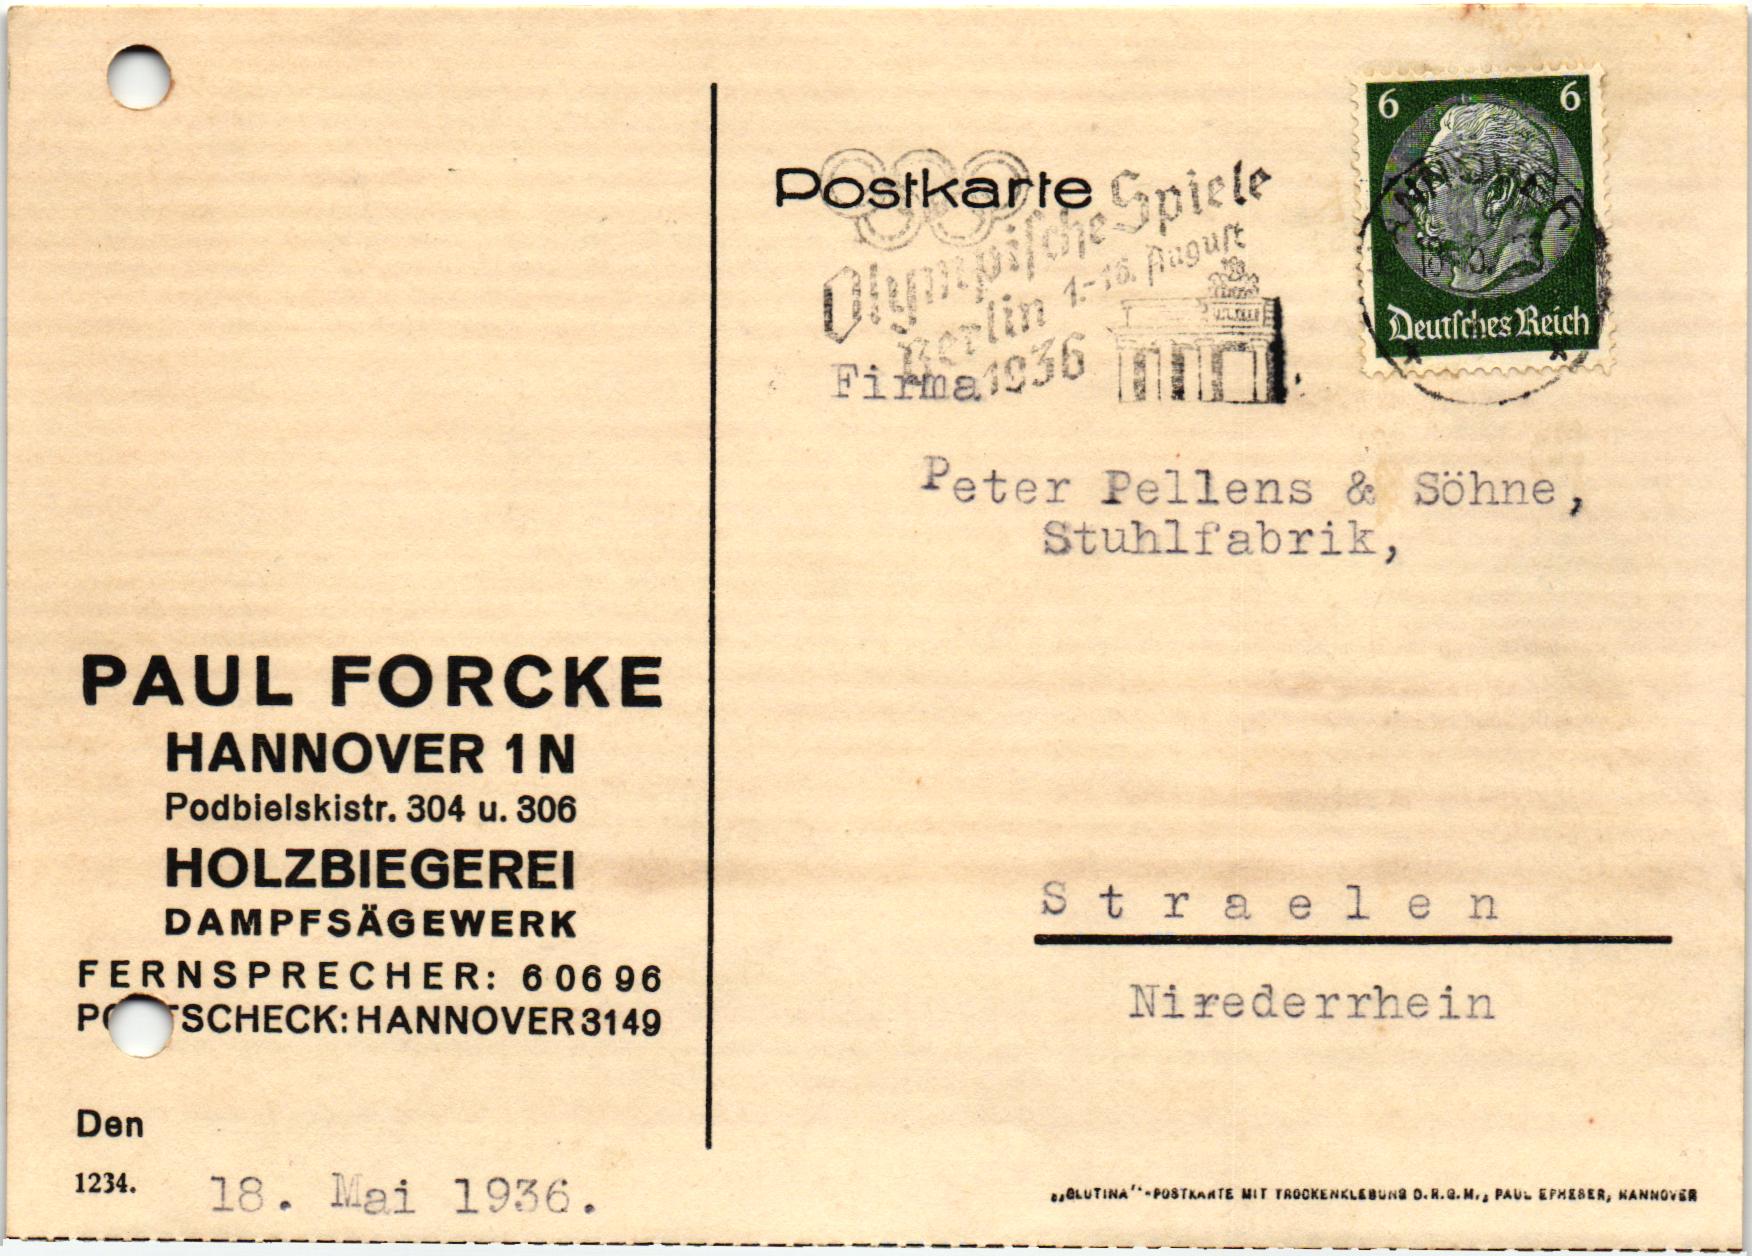 Postkarte
Olympische Spiele
Berlin 1.-16. August
1936
6 6
Deutsches Reich
Firma
Peter Pellens & Söhne,
Stuhlfabrik,
Straelen
Nirederrhein
PAUL FORCKE
HANNOVER 1 N
Podbielskistr. 304 u. 306
HOLZBIEGEREI
DAMPFSÄGEWERK
FERNSPRECHER: 60696
POSTSCHECK: HANNOVER 3149
Den
1234.
18. Mai 1936.
„GLUTINA"-POSTKARTE MIT TROCKENKLEBUNG D.R.G.M., PAUL EPHESER, HANNOVER